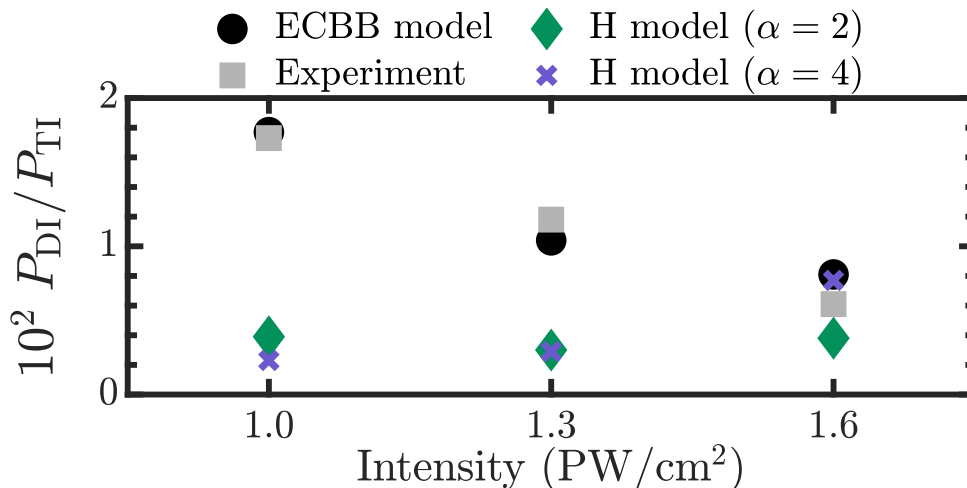 ECBB model
H model (α = 2)
Experiment
H model (α = 4)
10² P_DI/P_TI
2
1
0
1.0
1.3
1.6
Intensity (PW/cm²)